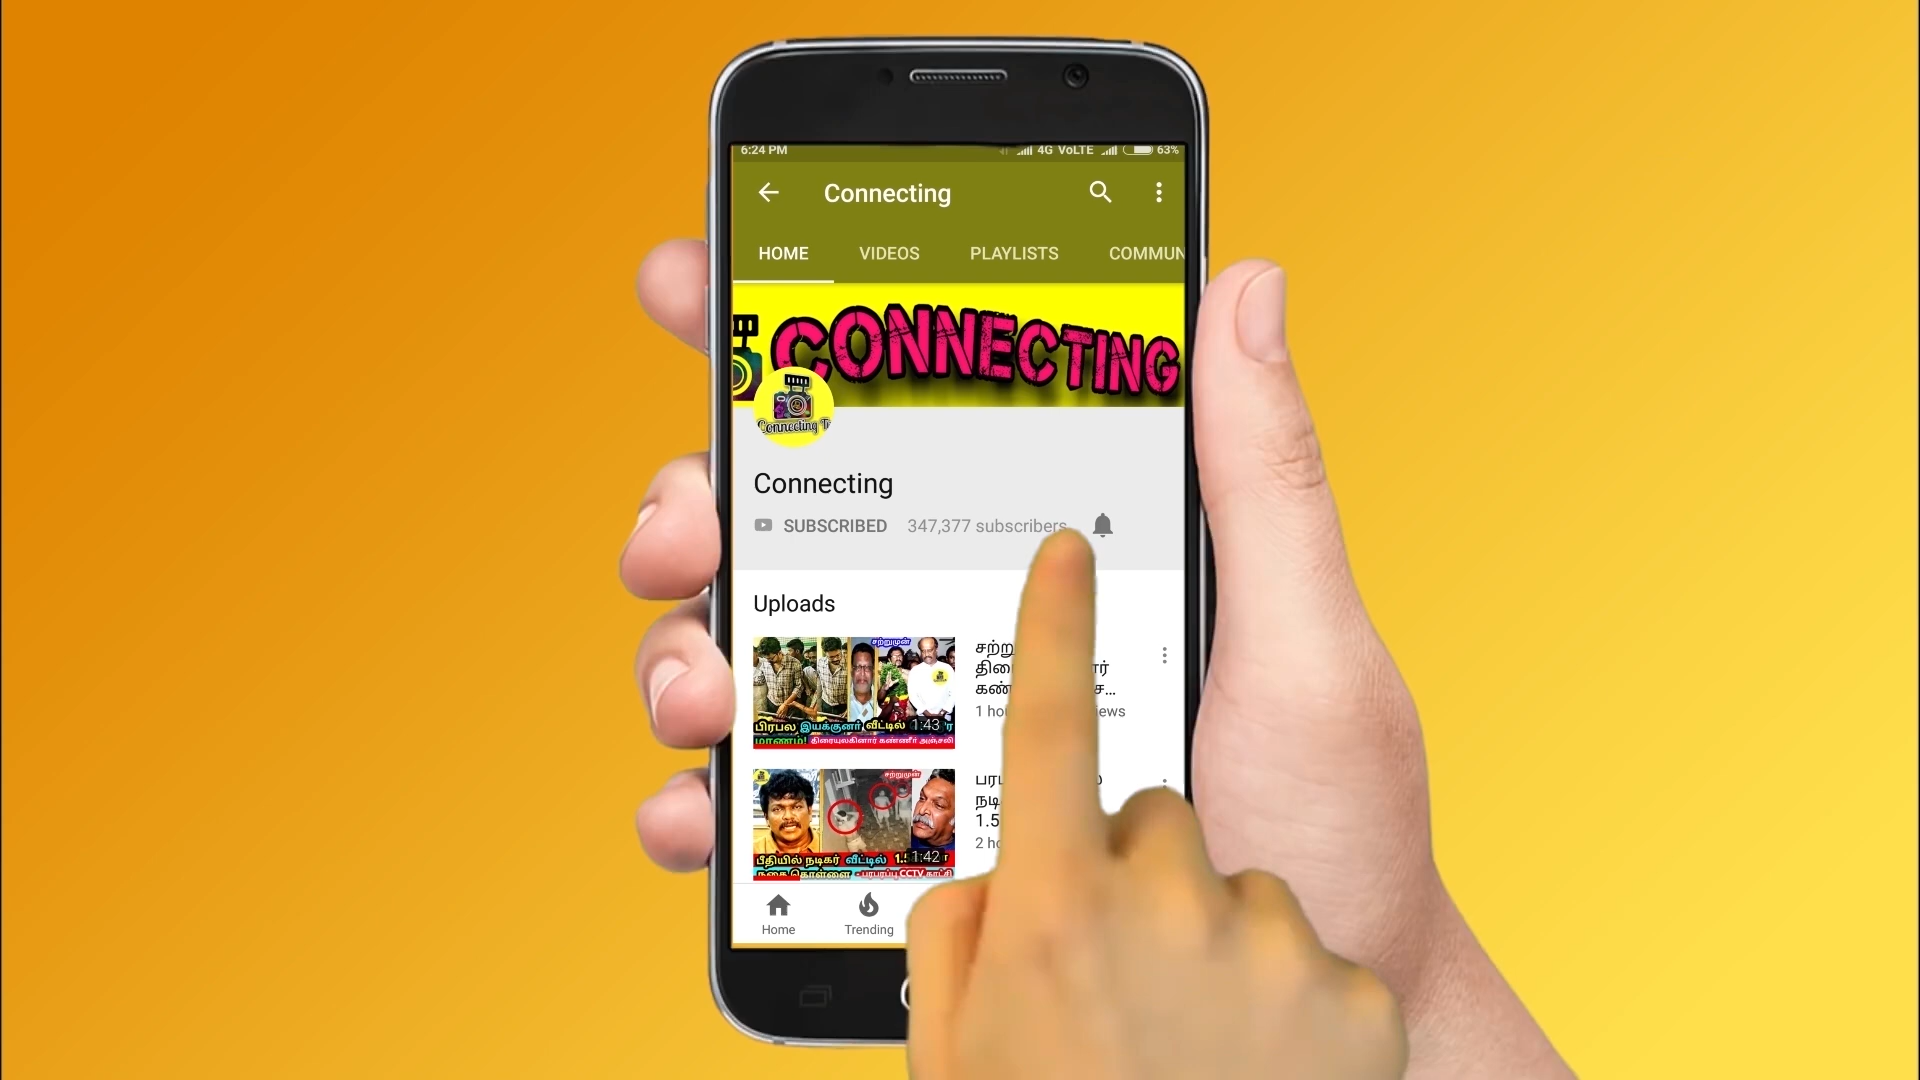 6:24 PM
4G VoLTE 63%
Connecting
HOME VIDEOS PLAYLISTS COMMUN
CONNECTING
Connecting
Connecting
SUBSCRIBED 347,377 subscribers
Uploads
சற்றுமுன்
பிரபல இயக்குனர் வீட்டில்
மரணம்! திரையுலகினர் கண்ணீர் அஞ்சலி
1:43
சற்று
1 hou
iews
சற்றுமுன்
பீதியில் நடிகர் வீட்டில்
நகை கொள்ளை - பரபரப்பு CCTV காட்சி
1:42
நடி
1.5
2 ho
Home Trending